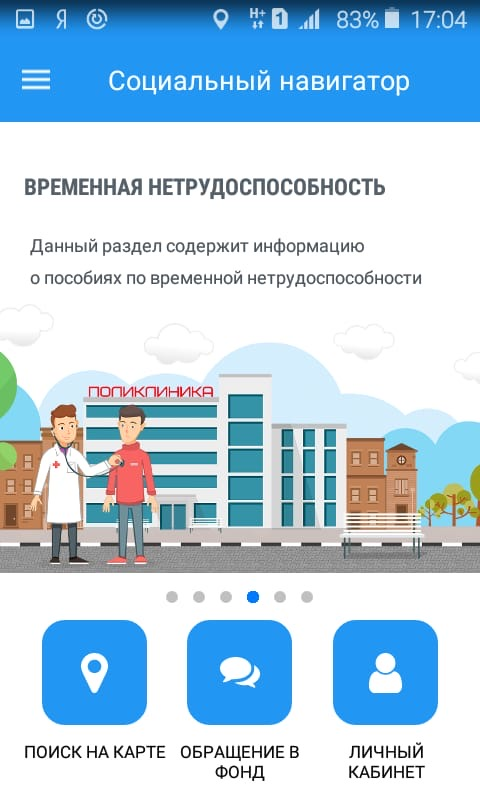 Я H+ 1 83% 17:04
Социальный навигатор
ВРЕМЕННАЯ НЕТРУДОСПОСОБНОСТЬ
Данный раздел содержит информацию
о пособиях по временной нетрудоспособности
ПОЛИКЛИНИКА
ПОИСК НА КАРТЕ
ОБРАЩЕНИЕ В
ФОНД
ЛИЧНЫЙ
КАБИНЕТ